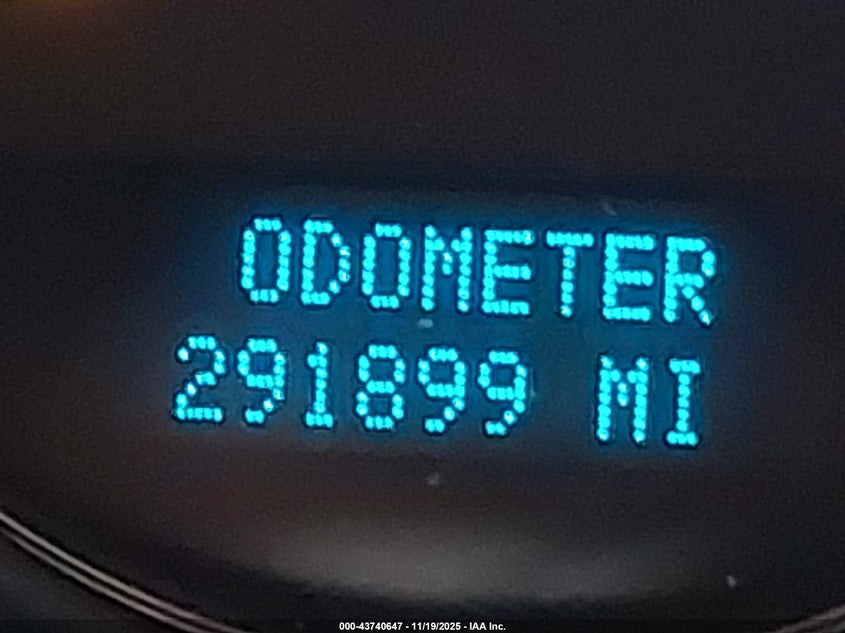 ODOMETER
291899 MI
000-43740647 - 11/19/2025 - IAA Inc.